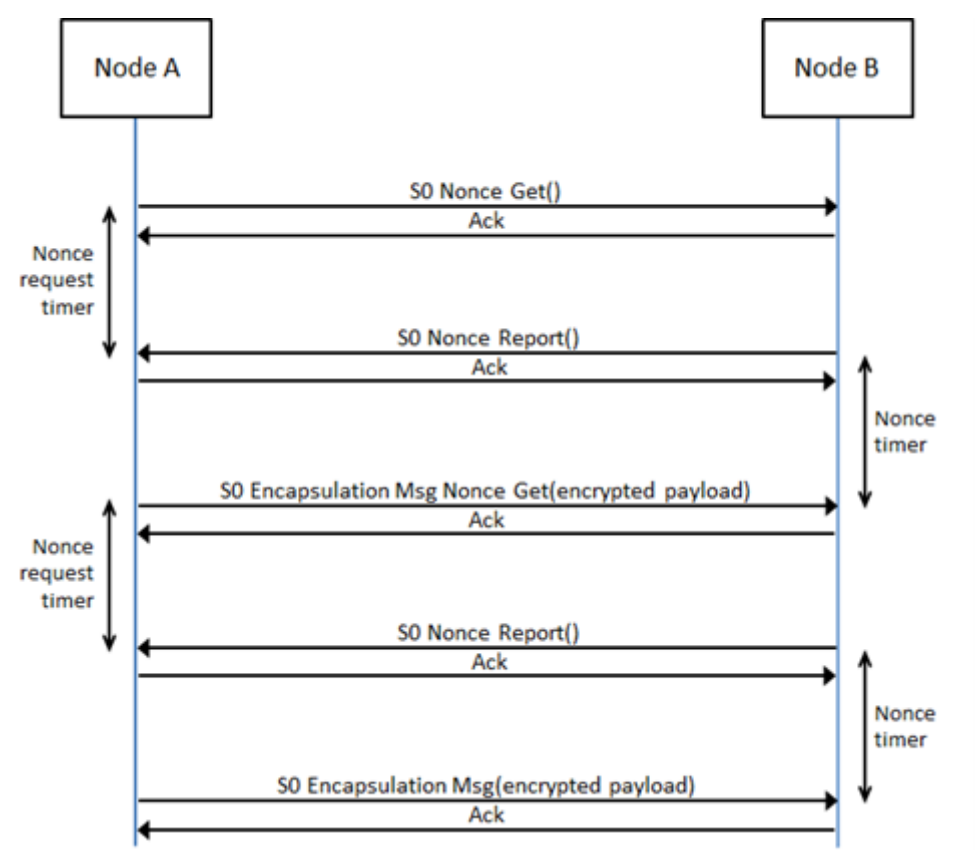 Node A
Node B
S0 Nonce Get()
Ack
Nonce
request
timer
S0 Nonce Report()
Ack
Nonce
timer
S0 Encapsulation Msg Nonce Get(encrypted payload)
Ack
Nonce
request
timer
S0 Nonce Report()
Ack
Nonce
timer
S0 Encapsulation Msg(encrypted payload)
Ack